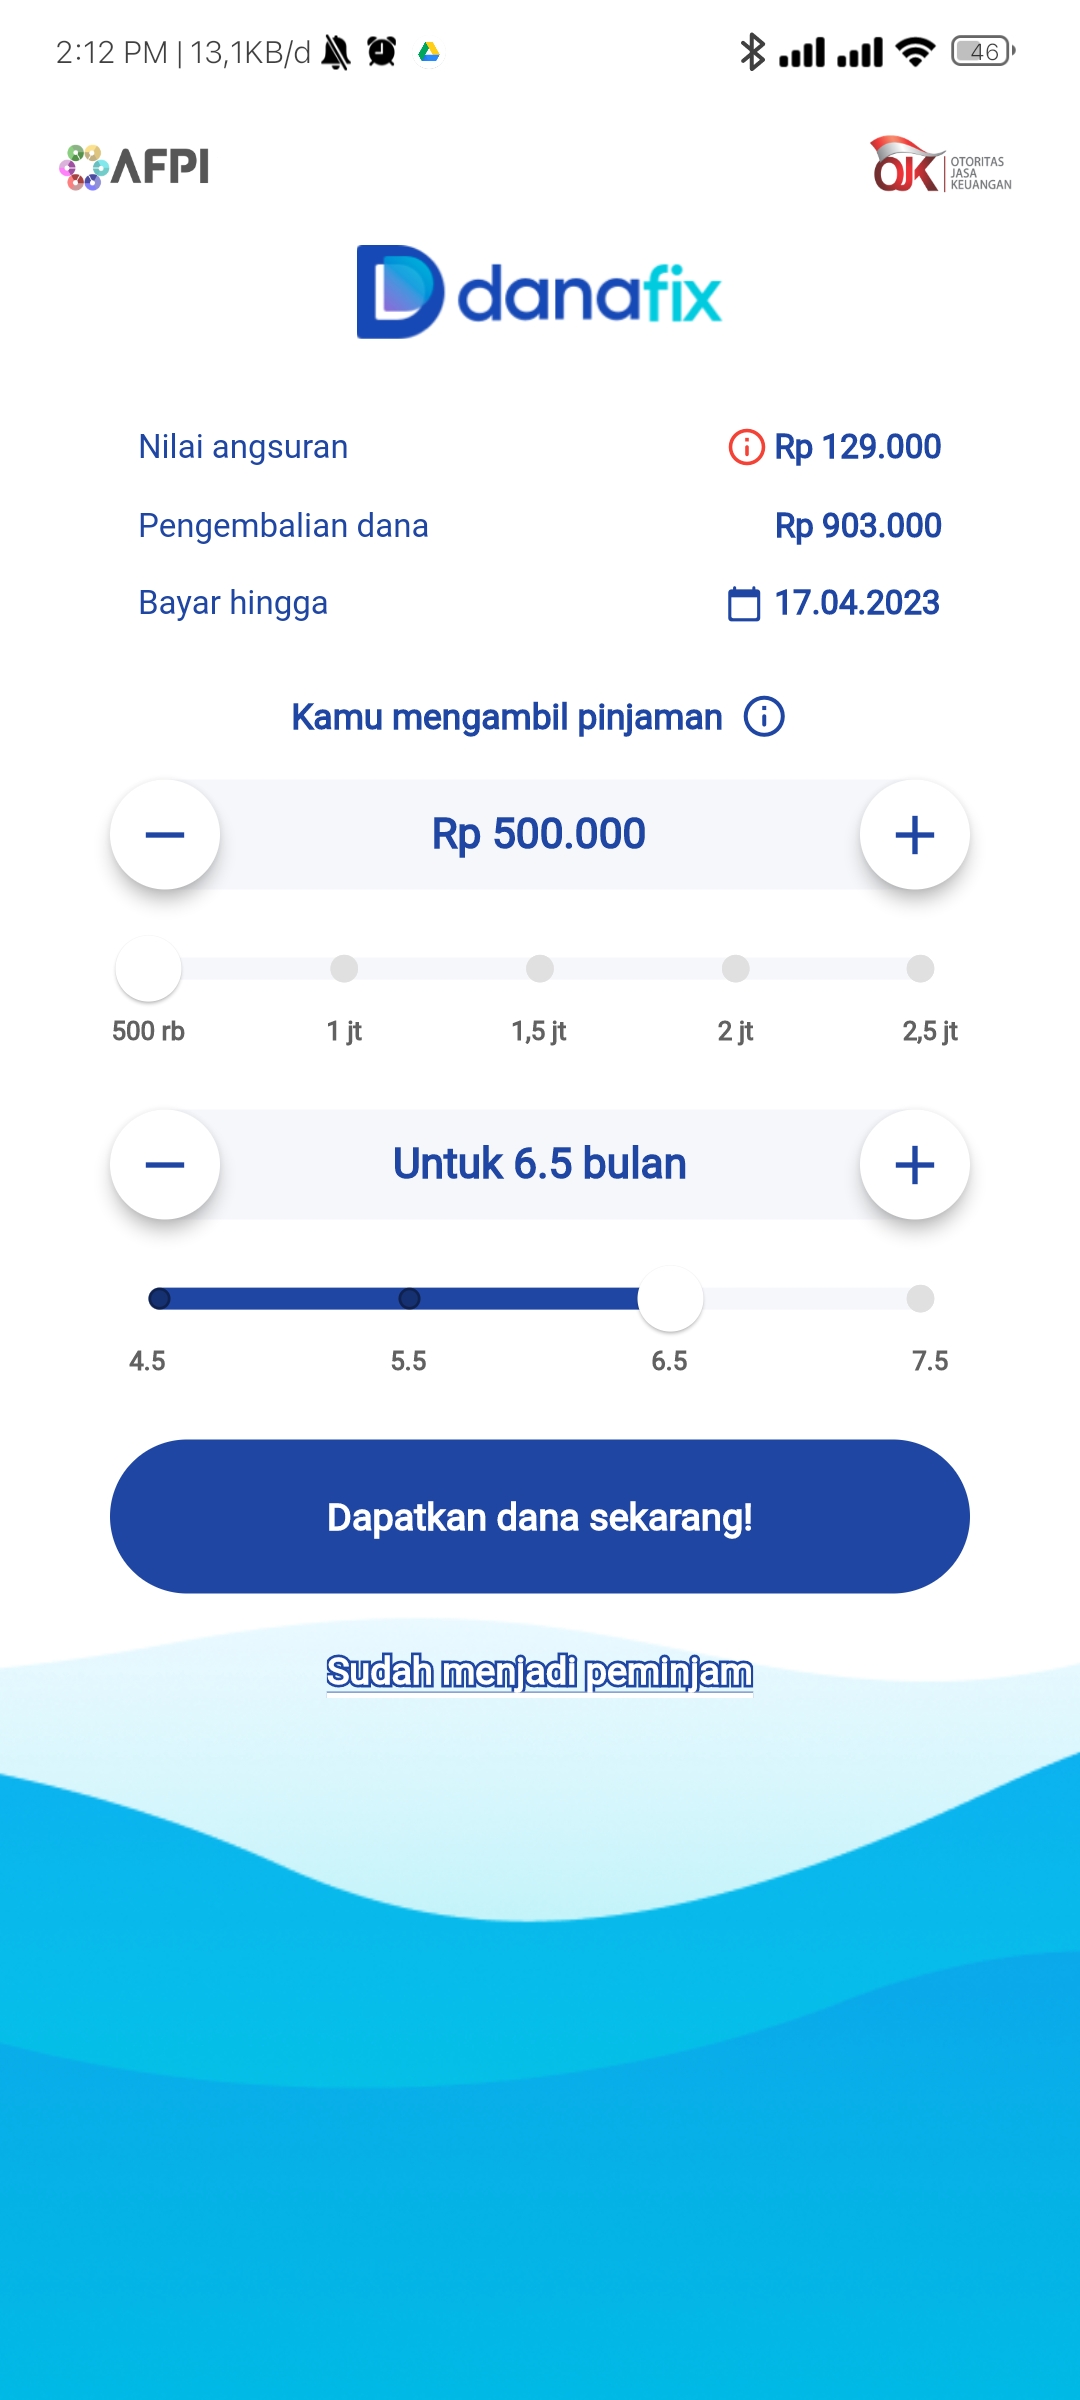 2:12 PM | 13,1KB/d
46
AFPI
OJK
OTORITAS
JASA
KEUANGAN
danafix
Nilai angsuran Rp 129.000
Pengembalian dana Rp 903.000
Bayar hingga 17.04.2023
Kamu mengambil pinjaman
Rp 500.000
500 rb 1 jt 1,5 jt 2 jt 2,5 jt
Untuk 6.5 bulan
4.5 5.5 6.5 7.5
Dapatkan dana sekarang!
Sudah menjadi peminjam